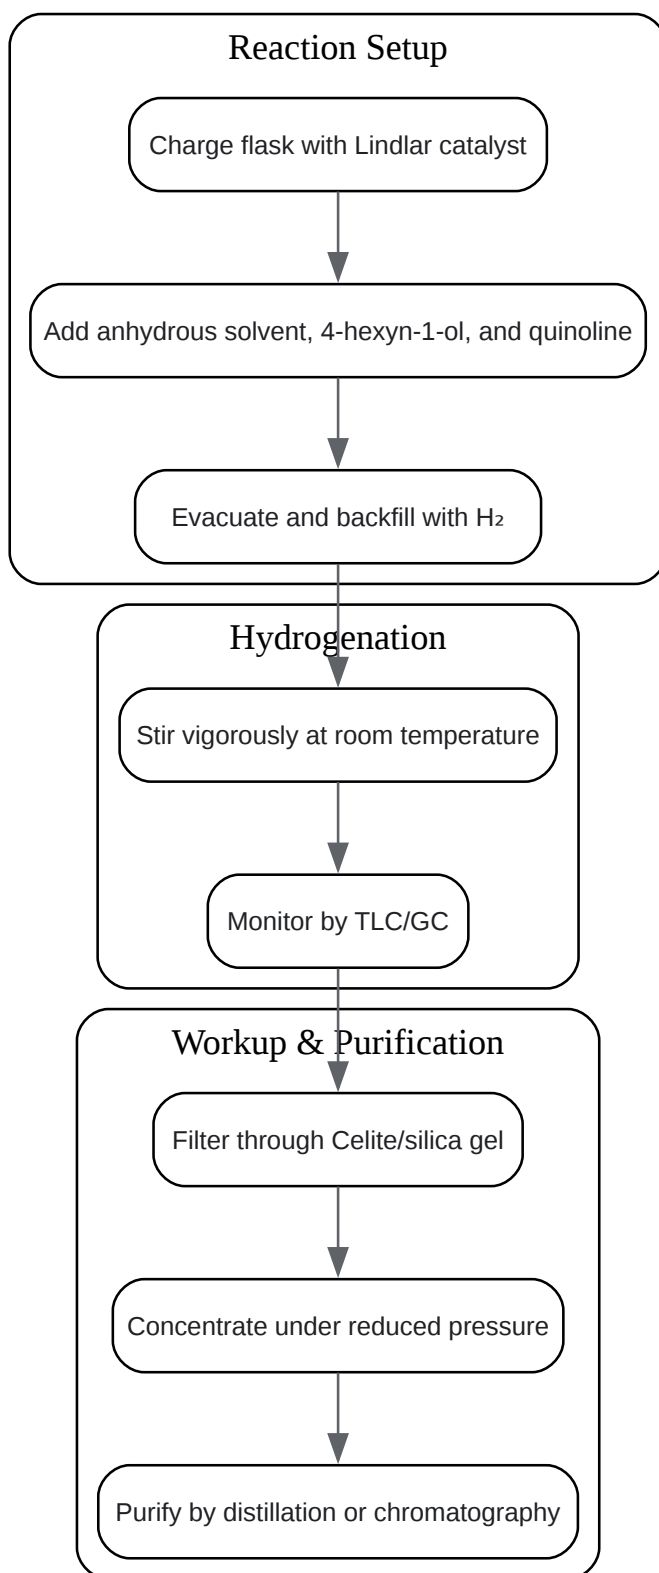 Reaction Setup
Charge flask with Lindlar catalyst
Add anhydrous solvent, 4-hexyn-1-ol, and quinoline
Evacuate and backfill with H₂
Hydrogenation
Stir vigorously at room temperature
Monitor by TLC/GC
Workup & Purification
Filter through Celite/silica gel
Concentrate under reduced pressure
Purify by distillation or chromatography